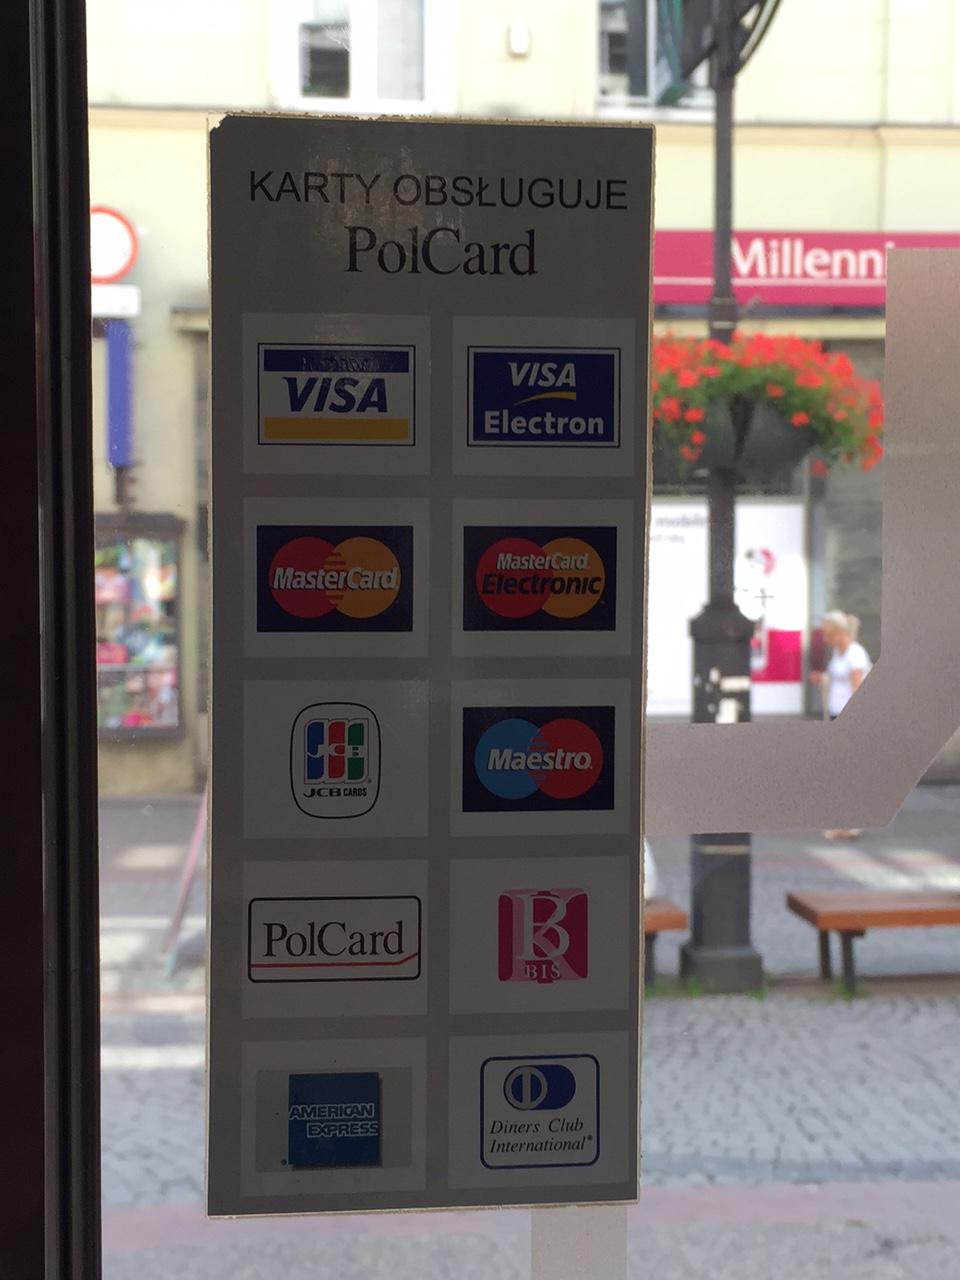 KARTY OBSŁUGUJE
PolCard
VISA
VISA
Electron
MasterCard
MasterCard
Electronic
JCB
JCB CARDS
Maestro
PolCard
BIS
AMERICAN
EXPRESS
Diners Club
International
Millenni